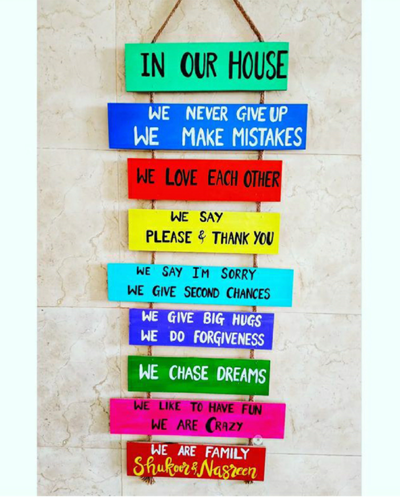 IN OUR HOUSE
WE NEVER GIVE UP
WE MAKE MISTAKES
WE LOVE EACH OTHER
WE SAY
PLEASE & THANK YOU
WE SAY I'M SORRY
WE GIVE SECOND CHANCES
WE GIVE BIG HUGS
WE DO FORGIVENESS
WE CHASE DREAMS
WE LIKE TO HAVE FUN
WE ARE CRAZY
WE ARE FAMILY
Shukoor & Nasreen